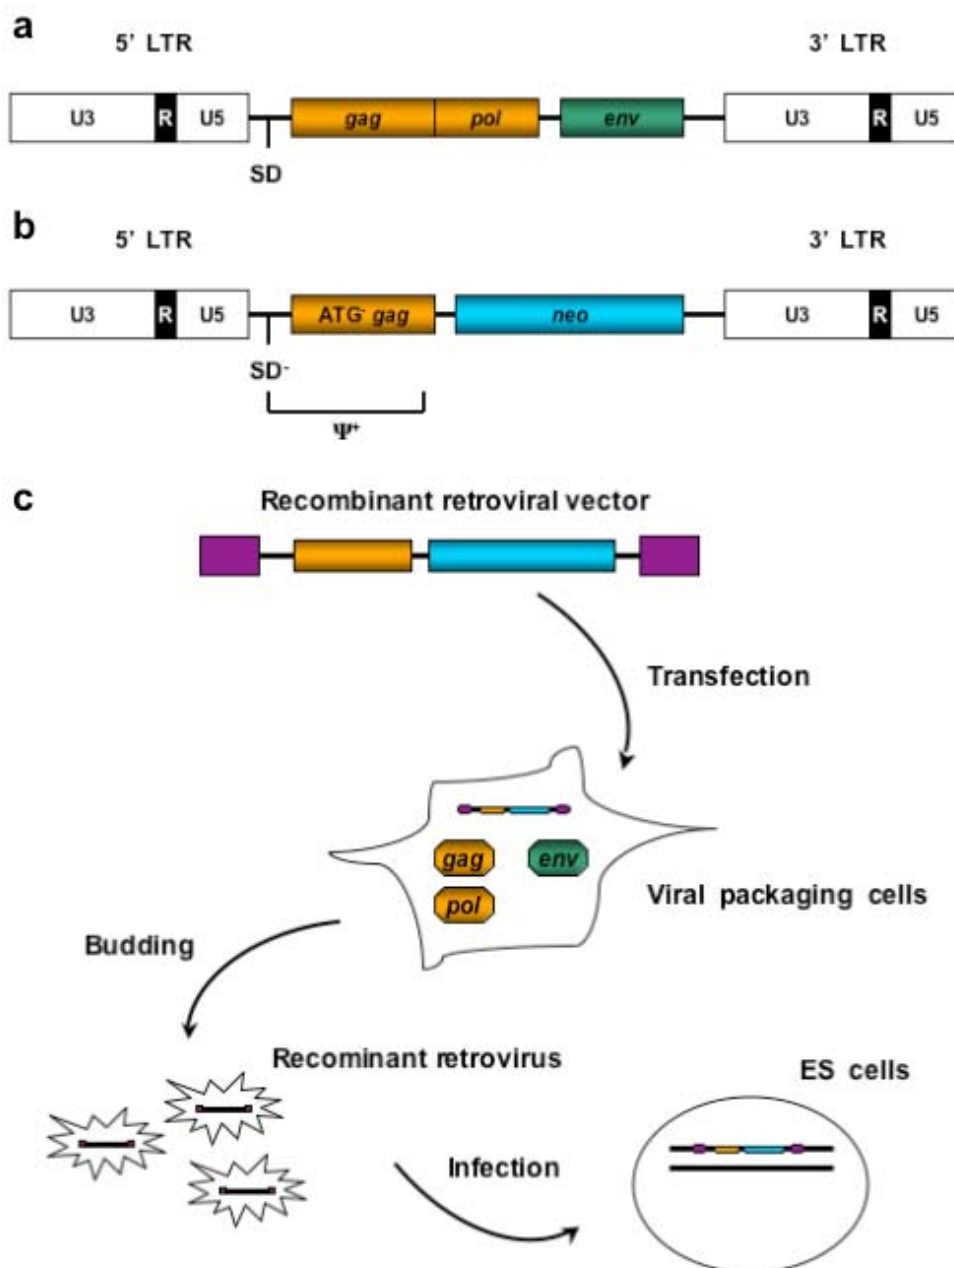 a
5' LTR 3' LTR
U3 R U5 gag pol env U3 R U5
SD
b
5' LTR 3' LTR
U3 R U5 ATG- gag neo U3 R U5
SD-
Ψ+
c
Recombinant retroviral vector
Transfection
gag env
pol
Viral packaging cells
Budding
Recominant retrovirus
ES cells
Infection